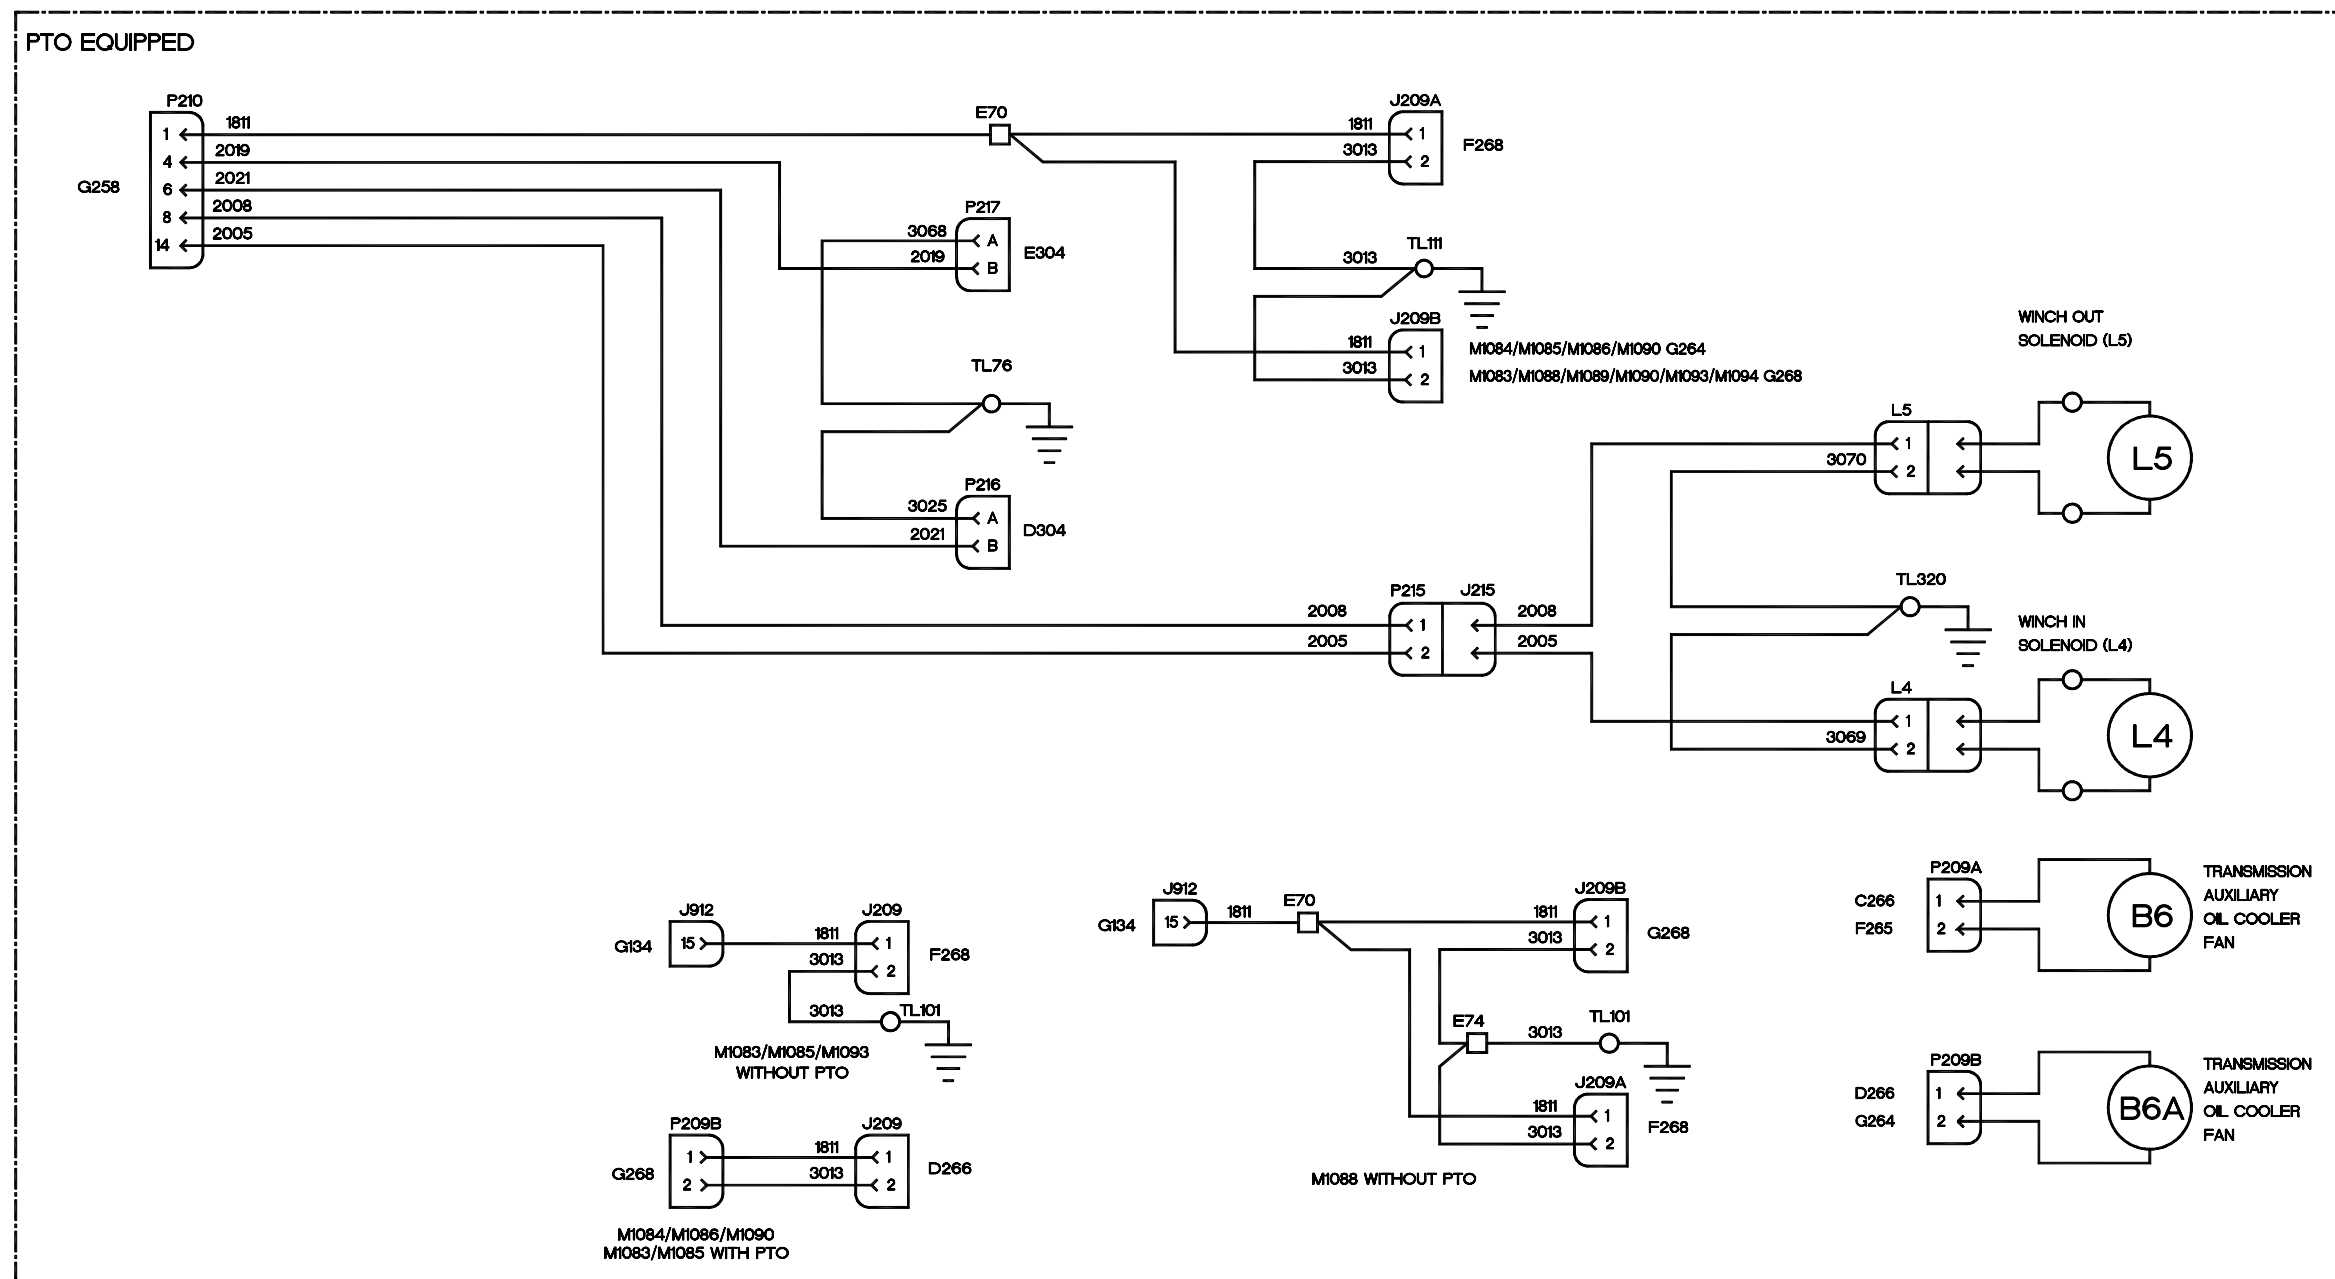 PTO EQUIPPED
P210
G258
1 1811
4 2019
6 2021
8 2008
14 2005
E70
J209A
1811 1
3013 2
F268
P217
3068 A
2019 B
E304
TL111
3013
J209B
1811 1
3013 2
M1084/M1085/M1086/M1090 G264
M1083/M1088/M1089/M1090/M1093/M1094 G268
TL76
P216
3025 A
2021 B
D304
WINCH OUT
SOLENOID (L5)
L5
1
3070 2
L5
P215 J215
2008 1 2008
2005 2 2005
TL320
WINCH IN
SOLENOID (L4)
L4
1
3069 2
L4
J912
G134
15
J209
1811 1
3013 2
F268
3013
TL101
M1083/M1085/M1093
WITHOUT PTO
P209B
J209
G268
1 1811 1
2 3013 2
D266
M1084/M1086/M1090
M1083/M1085 WITH PTO
J912
G134
15 1811
E70
J209B
1811 1
3013 2
G268
E74
3013
TL101
J209A
1811 1
3013 2
F268
M1088 WITHOUT PTO
P209A
C266 1
F265 2
B6
TRANSMISSION
AUXILIARY
OIL COOLER
FAN
P209B
D266 1
G264 2
B6A
TRANSMISSION
AUXILIARY
OIL COOLER
FAN